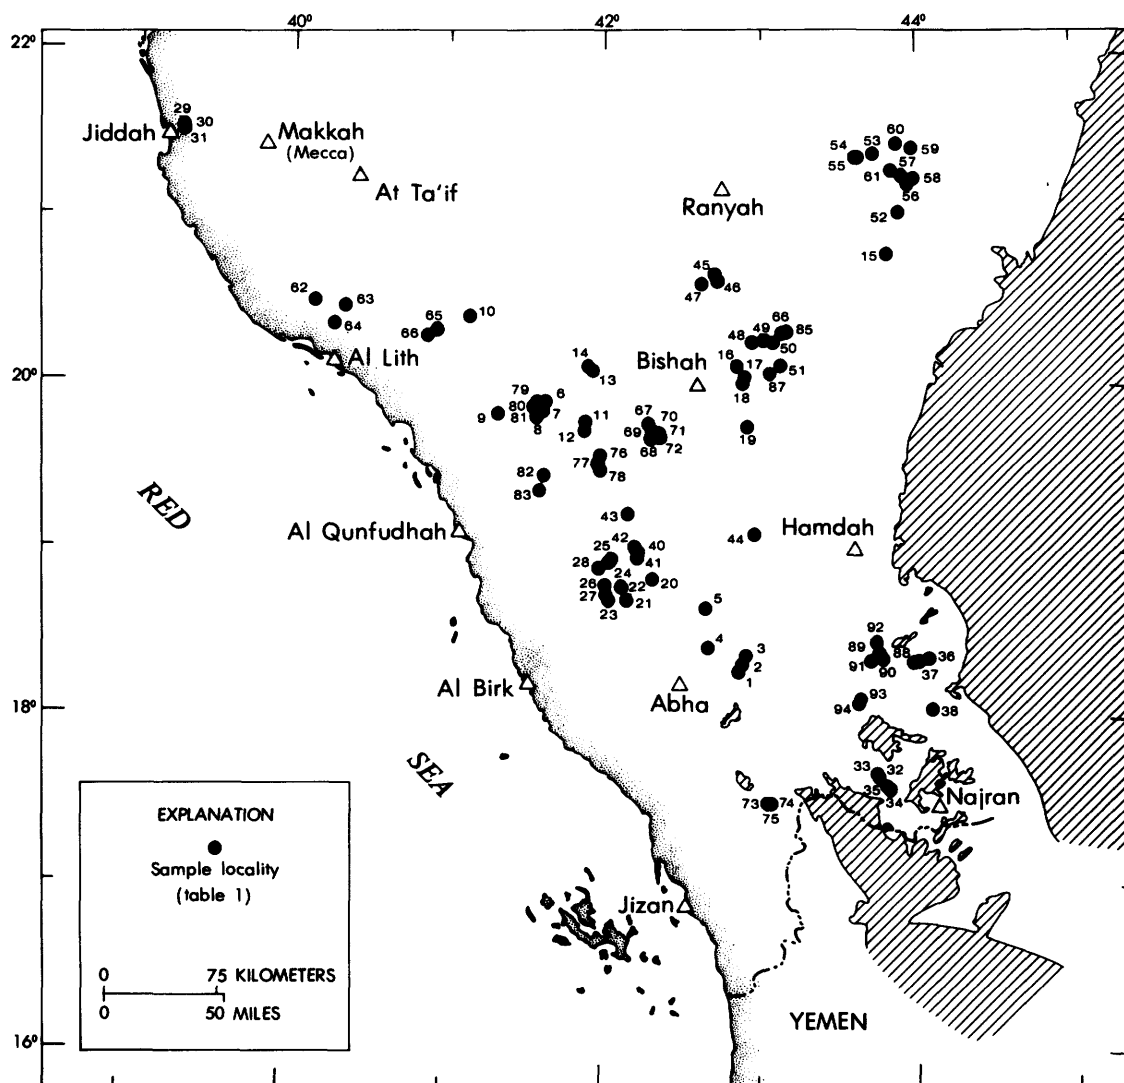 40° 42° 44°
22°
29
30
31
Jiddah
Makkah
(Mecca)
At Ta'if
Ranyah
54 53 60 59
55 61 57 58
56
52
15
45
46
47
62 63
64
65
66
10
Al Lith
48 49 66 85
50
14
13
Bishah
16 17 51
18 87
20°
79 6
9 80 7
81
8
11
12
67 70
69 71
68 72
19
76
77
78
82
83
RED
Al Qunfudhah
43
44
Hamdah
25 42 40
28 41
26 24 22 20
27 21
23
5
4 3
2
1
92
89 88 36
91 90 37
Al Birk
Abha
93
94
38
18°
SEA
33 32
35
34
Najran
73 74
75
EXPLANATION
Sample locality
(table 1)
0 75 KILOMETERS
0 50 MILES
Jizan
YEMEN
16°